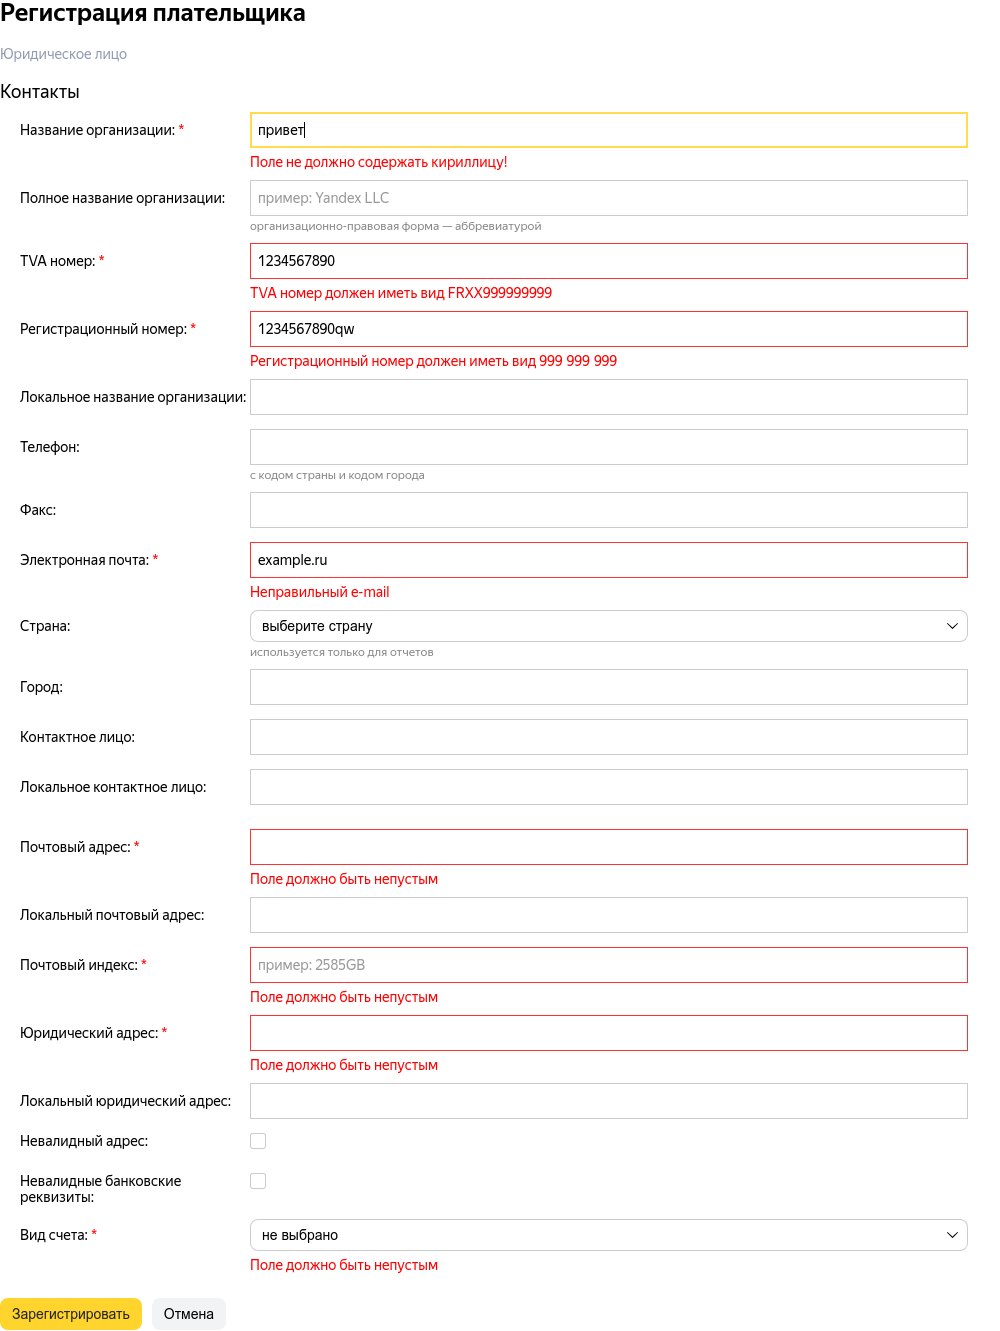 Регистрация плательщика
Юридическое лицо
Контакты
Название организации: *
привет
Поле не должно содержать кириллицу!
Полное название организации:
пример: Yandex LLC
организационно-правовая форма — аббревиатурой
TVA номер: *
1234567890
TVA номер должен иметь вид FRXX999999999
Регистрационный номер: *
1234567890qw
Регистрационный номер должен иметь вид 999 999 999
Локальное название организации:
Телефон:
с кодом страны и кодом города
Факс:
Электронная почта: *
example.ru
Неправильный e-mail
Страна:
выберите страну
используется только для отчетов
Город:
Контактное лицо:
Локальное контактное лицо:
Почтовый адрес: *
Поле должно быть непустым
Локальный почтовый адрес:
Почтовый индекс: *
пример: 2585GB
Поле должно быть непустым
Юридический адрес: *
Поле должно быть непустым
Локальный юридический адрес:
Невалидный адрес:
Невалидные банковские
реквизиты:
Вид счета: *
не выбрано
Поле должно быть непустым
Зарегистрировать
Отмена